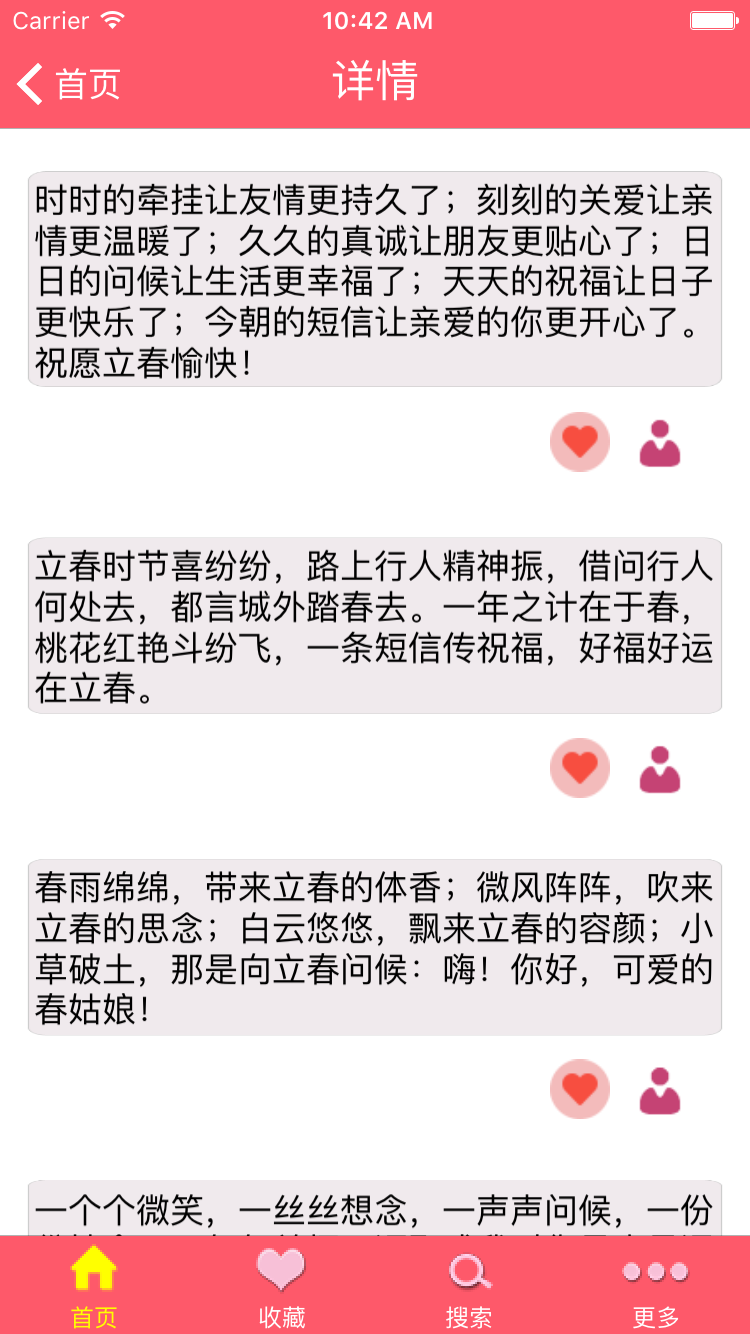 Carrier 10:42 AM
首页 详情
时时的牵挂让友情更持久了；刻刻的关爱让亲
情更温暖了；久久的真诚让朋友更贴心了；日
日的问候让生活更幸福了；天天的祝福让日子
更快乐了；今朝的短信让亲爱的你更开心了。
祝愿立春愉快！
立春时节喜纷纷，路上行人精神振，借问行人
何处去，都言城外踏春去。一年之计在于春，
桃花红艳斗纷飞，一条短信传祝福，好福好运
在立春。
春雨绵绵，带来立春的体香；微风阵阵，吹来
立春的思念；白云悠悠，飘来立春的容颜；小
草破土，那是向立春问候：嗨！你好，可爱的
春姑娘！
一个个微笑，一丝丝想念，一声声问候，一份
首页 收藏 搜索 更多